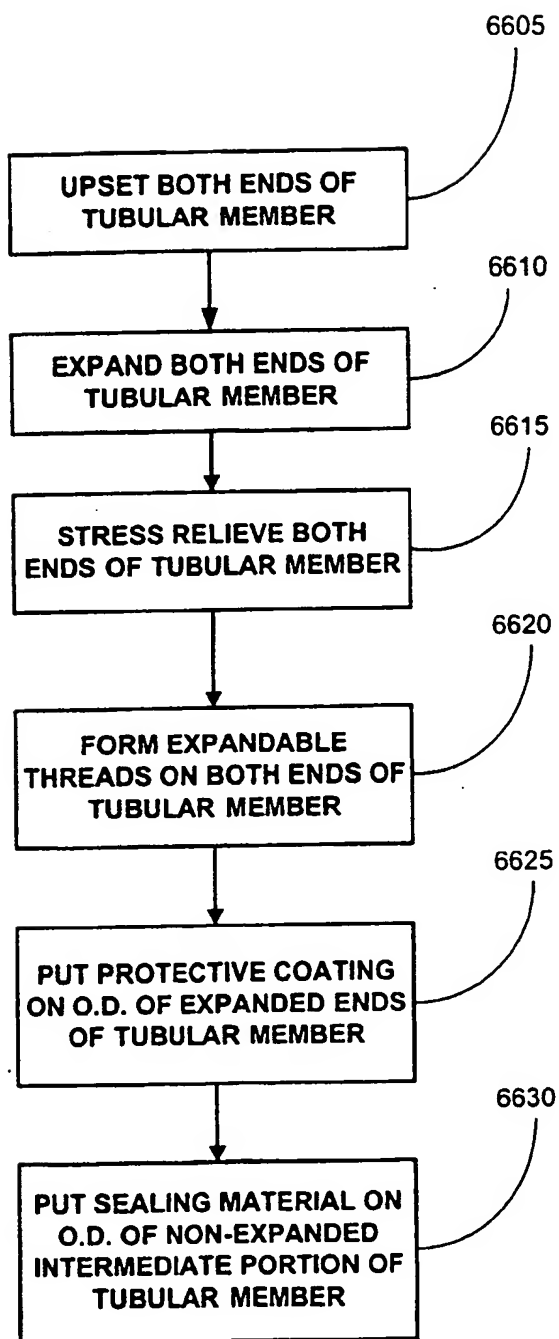 6605
UPSET BOTH ENDS OF
TUBULAR MEMBER
6610
EXPAND BOTH ENDS OF
TUBULAR MEMBER
6615
STRESS RELIEVE BOTH
ENDS OF TUBULAR MEMBER
6620
FORM EXPANDABLE
THREADS ON BOTH ENDS OF
TUBULAR MEMBER
6625
PUT PROTECTIVE COATING
ON O.D. OF EXPANDED ENDS
OF TUBULAR MEMBER
6630
PUT SEALING MATERIAL ON
O.D. OF NON-EXPANDED
INTERMEDIATE PORTION OF
TUBULAR MEMBER